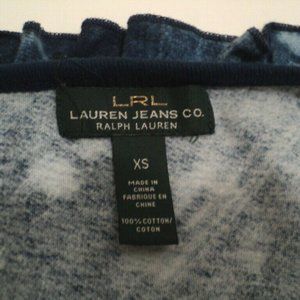 LRL
LAUREN JEANS CO.
RALPH LAUREN
XS
MADE IN
CHINA
FABRIQUE EN
CHINE
100% COTTON/
COTON